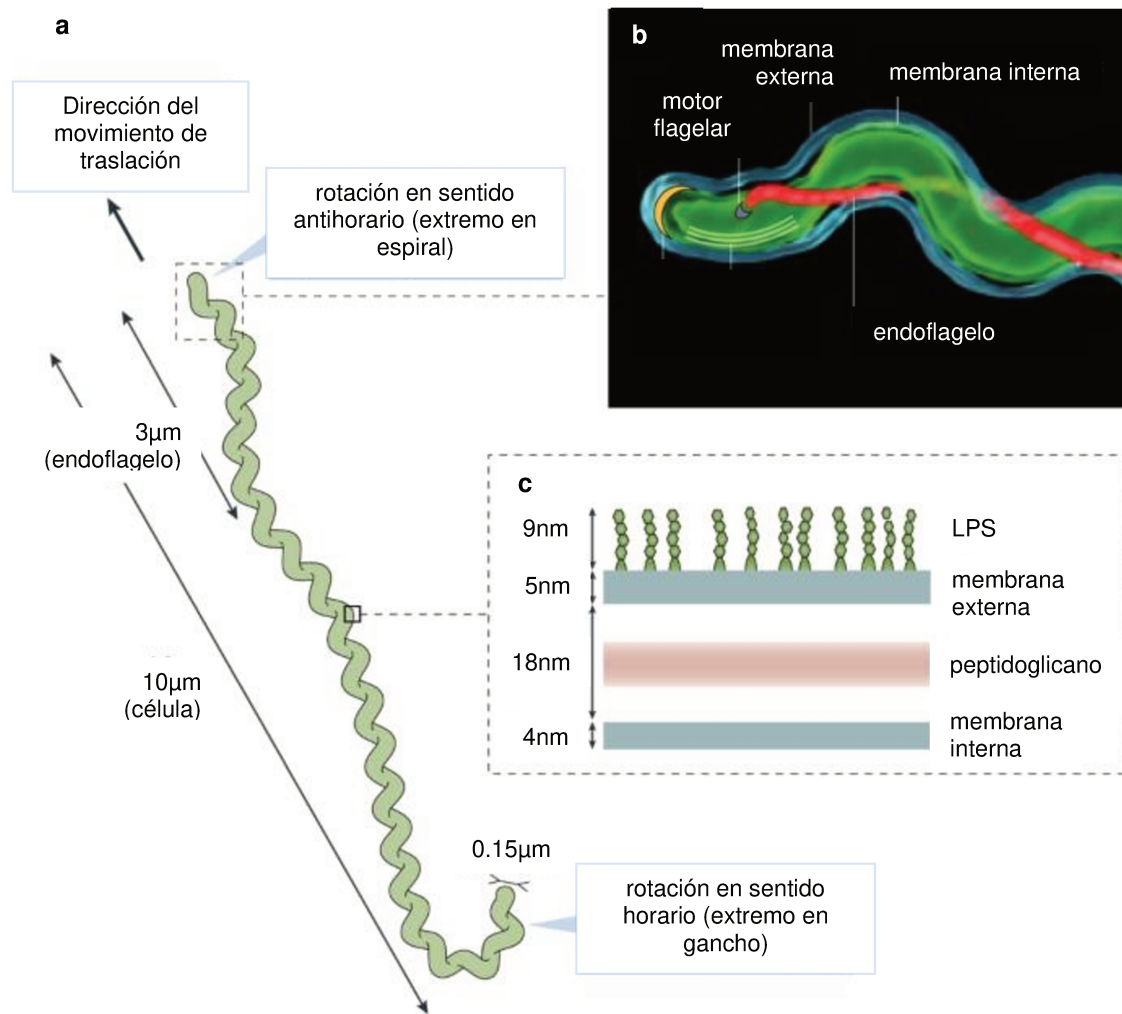 a
Dirección del
movimiento de
traslación
rotación en sentido
antihorario (extremo en
espiral)
3µm
(endoflagelo)
10µm
(célula)
0.15µm
rotación en sentido
horario (extremo en
gancho)
b
membrana
externa
membrana interna
motor
flagelar
endoflagelo
c
9nm
LPS
5nm
membrana
externa
18nm
peptidoglicano
4nm
membrana
interna